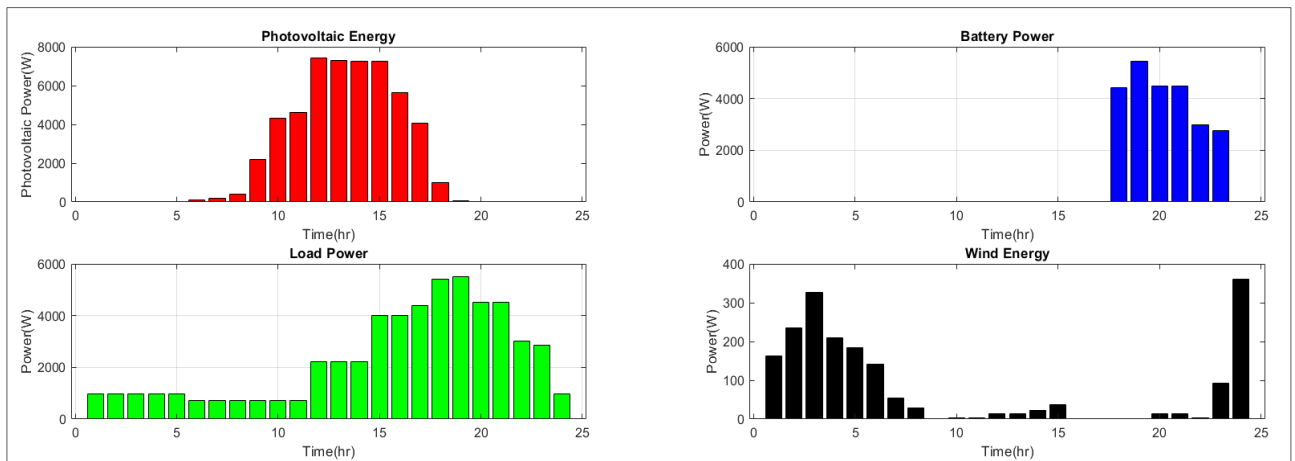 Photovoltaic Energy
Photovoltaic Power(W)
8000
6000
4000
2000
0
0 5 10 15 20 25
Time(hr)
Battery Power
Power(W)
6000
4000
2000
0
0 5 10 15 20 25
Time(hr)
Load Power
Power(W)
6000
4000
2000
0
0 5 10 15 20 25
Time(hr)
Wind Energy
Power(W)
400
300
200
100
0
0 5 10 15 20 25
Time(hr)